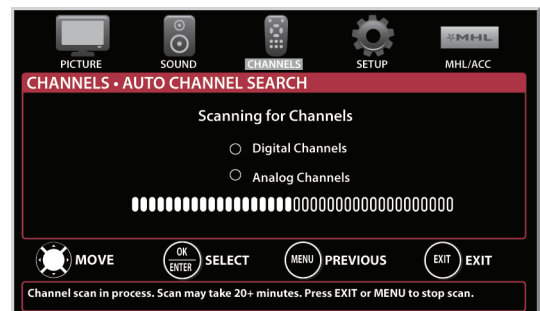 MHL
PICTURE SOUND CHANNELS SETUP MHL/ACC
CHANNELS • AUTO CHANNEL SEARCH
Scanning for Channels
Digital Channels
Analog Channels
MOVE OK ENTER SELECT MENU PREVIOUS EXIT EXIT
Channel scan in process. Scan may take 20+ minutes. Press EXIT or MENU to stop scan.